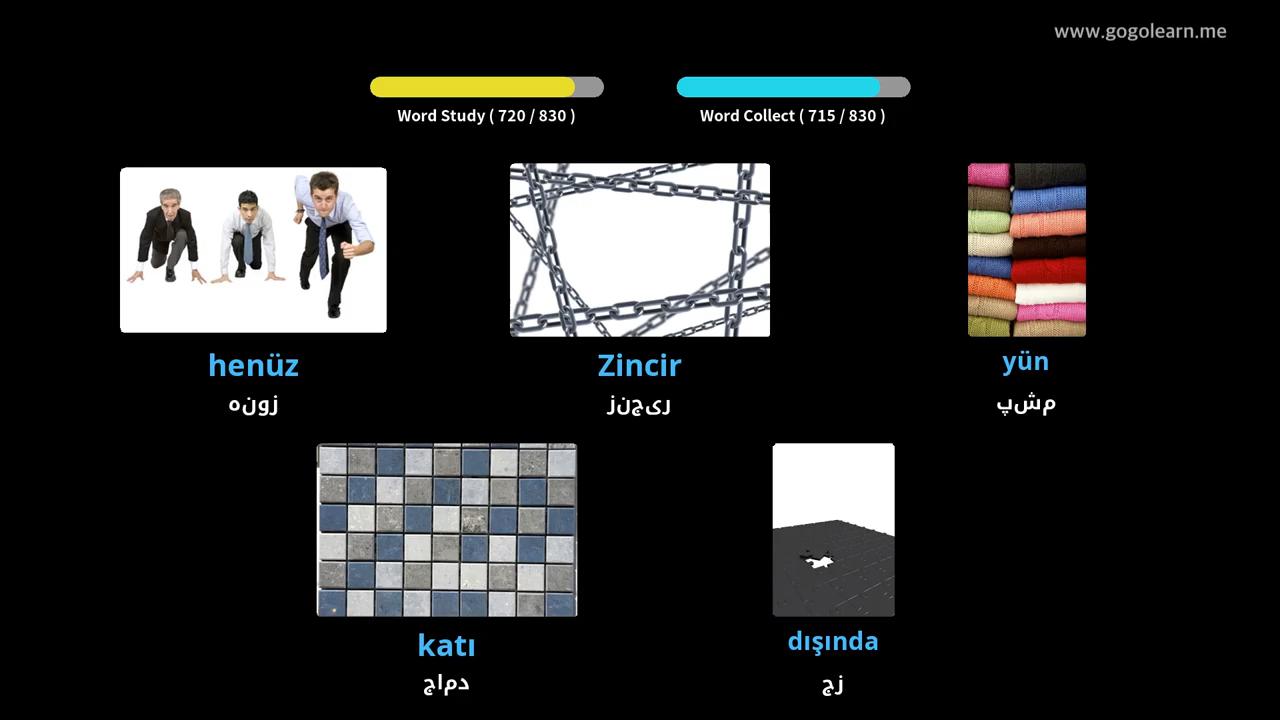 www.gogolearn.me
Word Study ( 720 / 830 )
Word Collect ( 715 / 830 )
henüz
زونه
Zincir
ریجنز
yün
مشپ
katı
دماج
dışında
زج